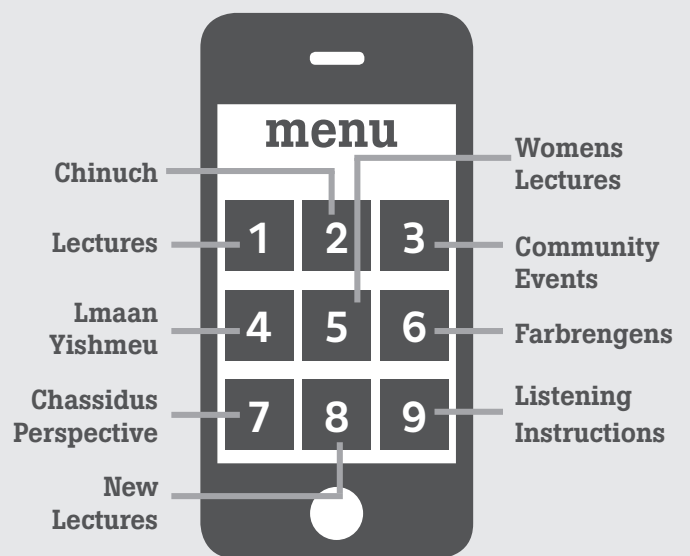 menu
Chinuch
Lectures
Lmaan
Yishmeu
Chassidus
Perspective
New
Lectures
1 2 3
4 5 6
7 8 9
Womens
Lectures
Community
Events
Farbrengens
Listening
Instructions